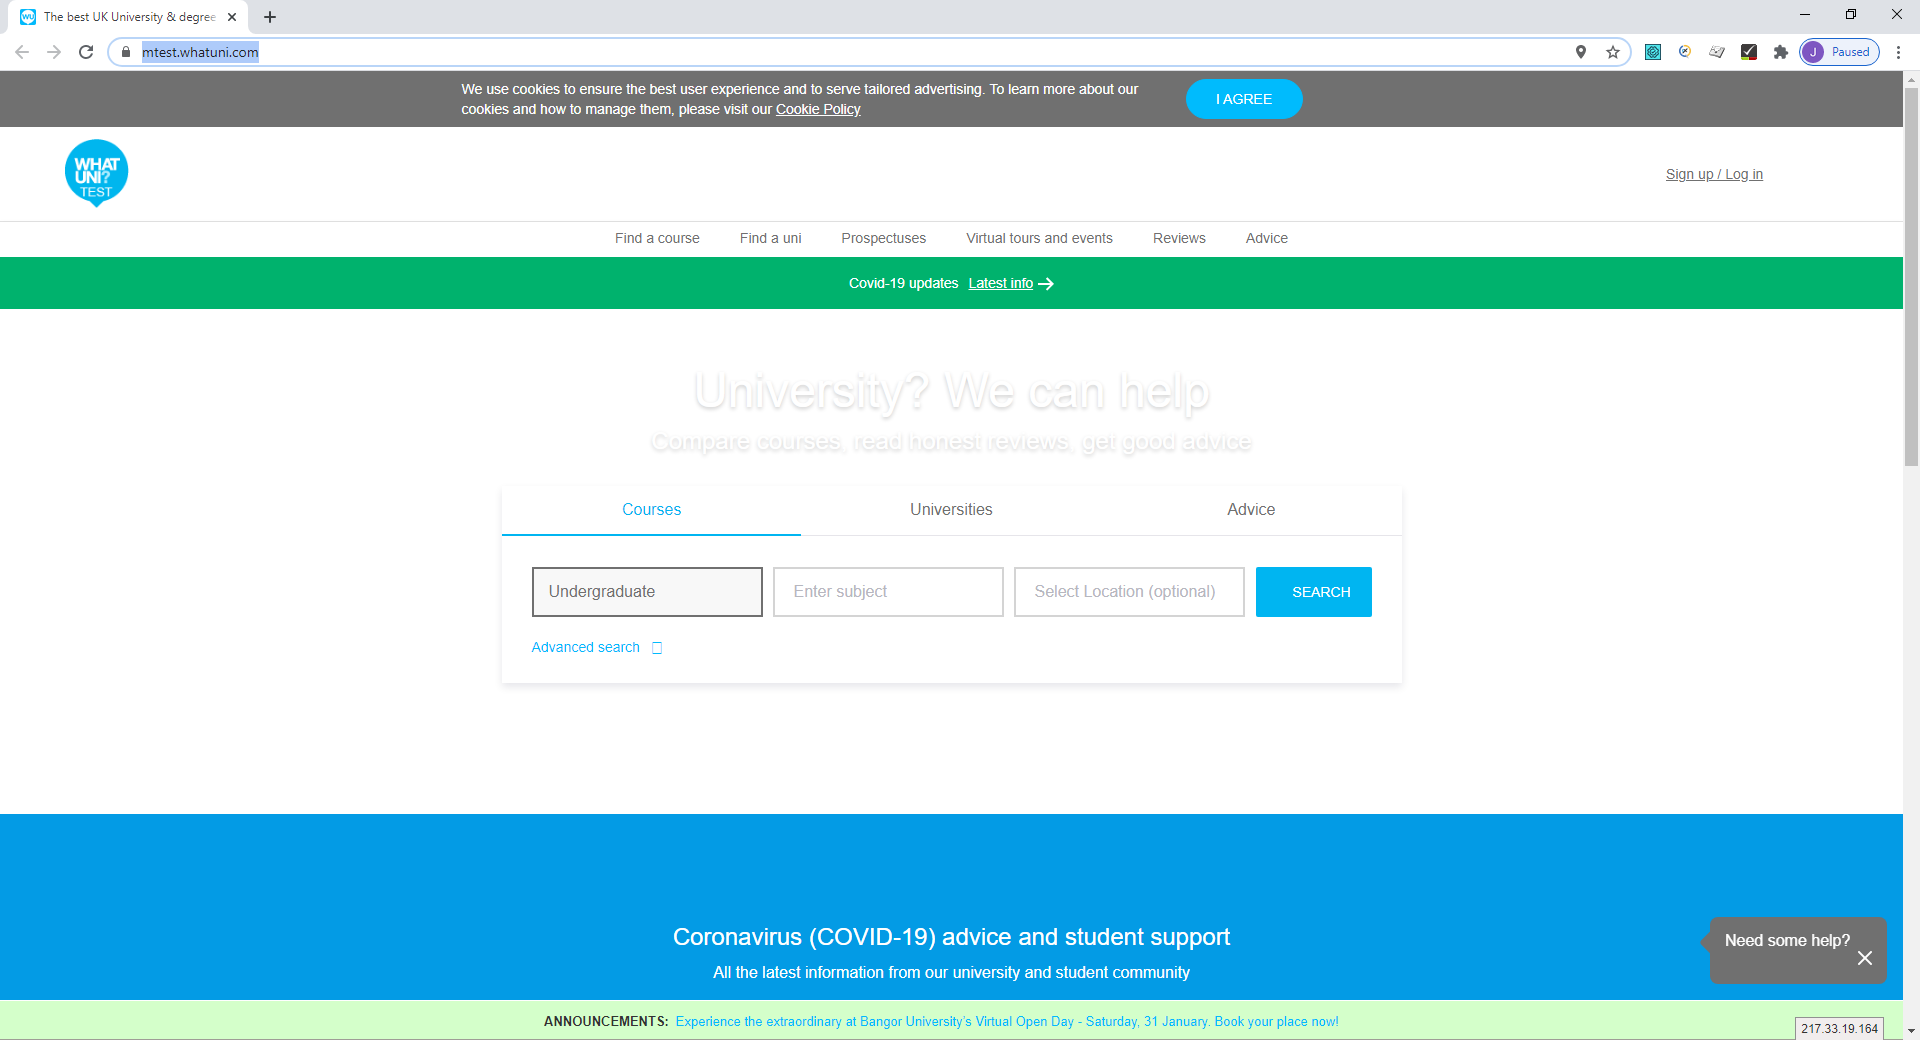 The best UK University & degree
mtest.whatuni.com
J Paused
We use cookies to ensure the best user experience and to serve tailored advertising. To learn more about our
cookies and how to manage them, please visit our Cookie Policy
I AGREE
WHAT
UNI?
TEST
Sign up / Log in
Find a course Find a uni Prospectuses Virtual tours and events Reviews Advice
Covid-19 updates Latest info
University? We can help
Compare courses, read honest reviews, get good advice
Courses Universities Advice
Undergraduate Enter subject Select Location (optional) SEARCH
Advanced search
Coronavirus (COVID-19) advice and student support
All the latest information from our university and student community
Need some help?
ANNOUNCEMENTS: Experience the extraordinary at Bangor University's Virtual Open Day - Saturday, 31 January. Book your place now!
217.33.19.164